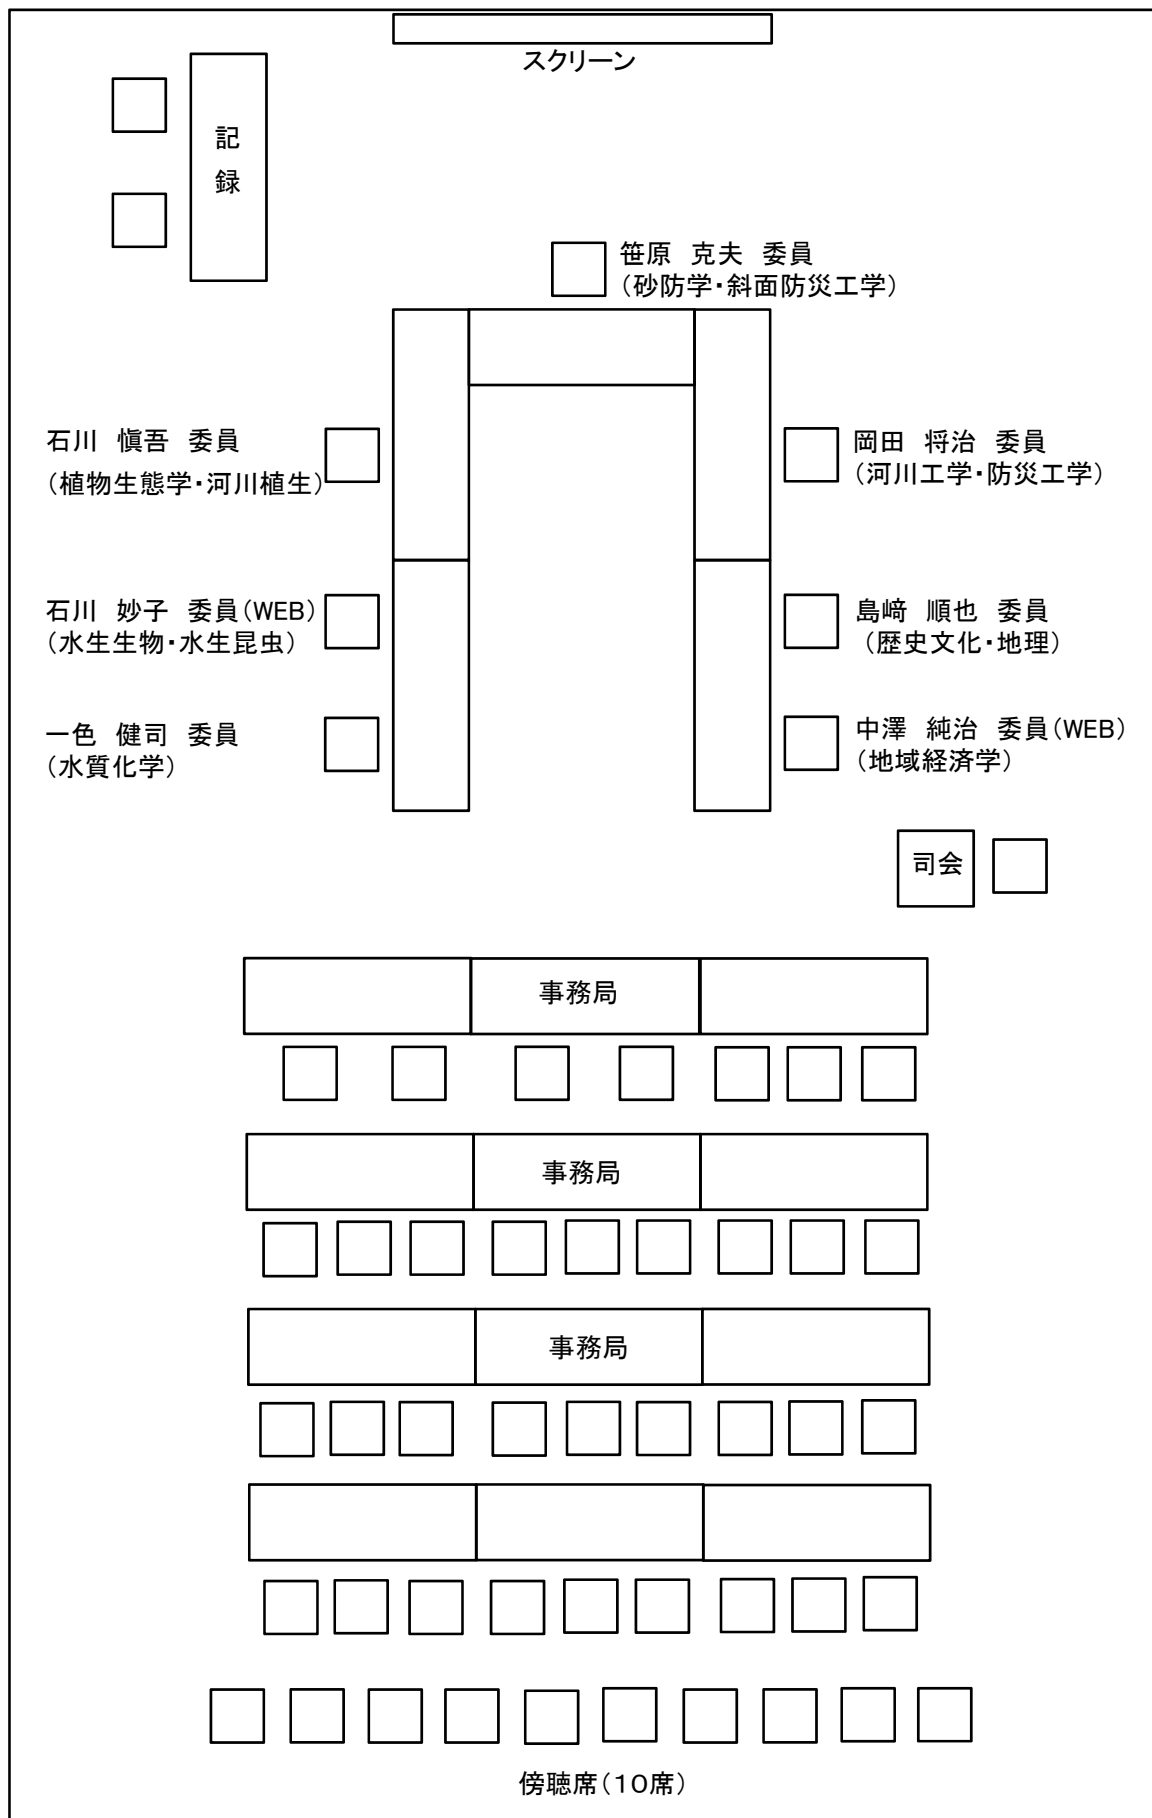 スクリーン
記
録
笹原　克夫　委員
（砂防学・斜面防災工学）
石川　愼吾　委員
（植物生態学・河川植生）
岡田　将治　委員
（河川工学・防災工学）
石川　妙子　委員（WEB）
（水生生物・水生昆虫）
島﨑　順也　委員
（歴史文化・地理）
一色　健司　委員
（水質化学）
中澤　純治　委員（WEB）
（地域経済学）
司会
事務局
事務局
事務局
傍聴席（１０席）